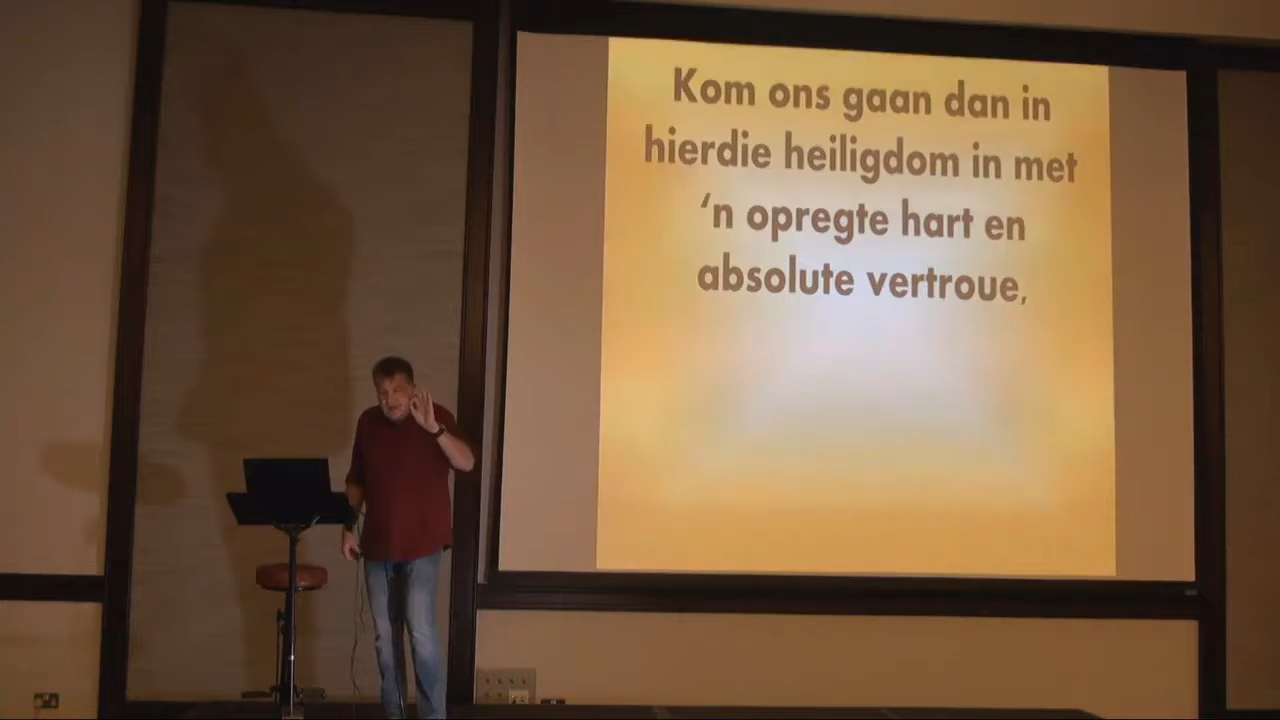 Kom ons gaan dan in
hierdie heiligdom in met
‘n opregte hart en
absolute vertroue,